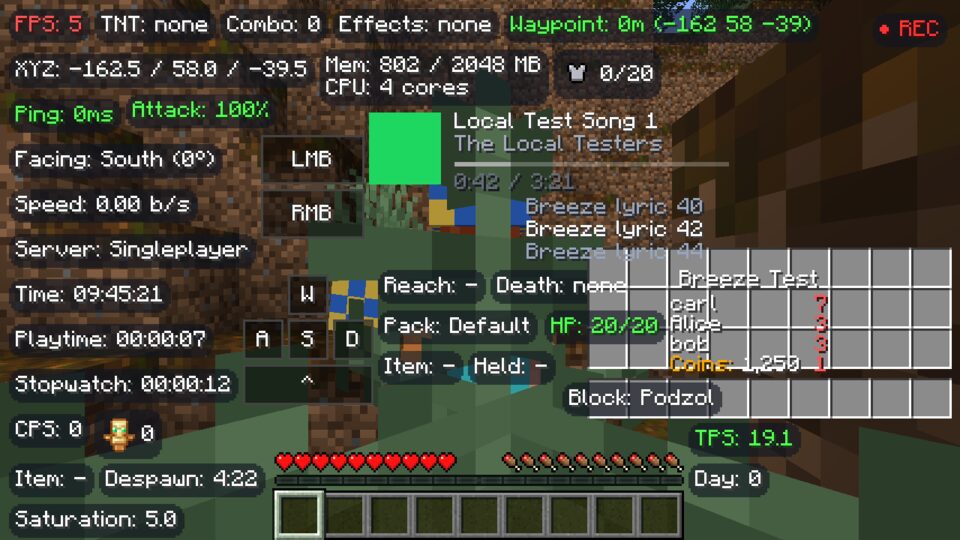 FPS: 5 TNT: none Combo: 0 Effects: none Waypoint: 0m (-162 58 -39) REC
XYZ: -162.5 / 58.0 / -39.5
Mem: 802 / 2048 MB
CPU: 4 cores
0/20
Ping: 0ms Attack: 100%
Local Test Song 1
The Local Testers
0:42 / 3:21
Breeze lyric 40
Breeze lyric 42
Breeze lyric 44
Facing: South (0°)
LMB
Speed: 0.00 b/s
RMB
Server: Singleplayer
Time: 09:45:21
W
Reach: - Death: none
Breeze Test
carl 7
Alice 3
bob 3
Coins: 1,250 1
Playtime: 00:00:07
A S D
Pack: Default HP: 20/20
Item: - Held: -
Stopwatch: 00:00:12
^
Block: Podzol
CPS: 0
0
TPS: 19.1
Item: - Despawn: 4:22
Day: 0
Saturation: 5.0